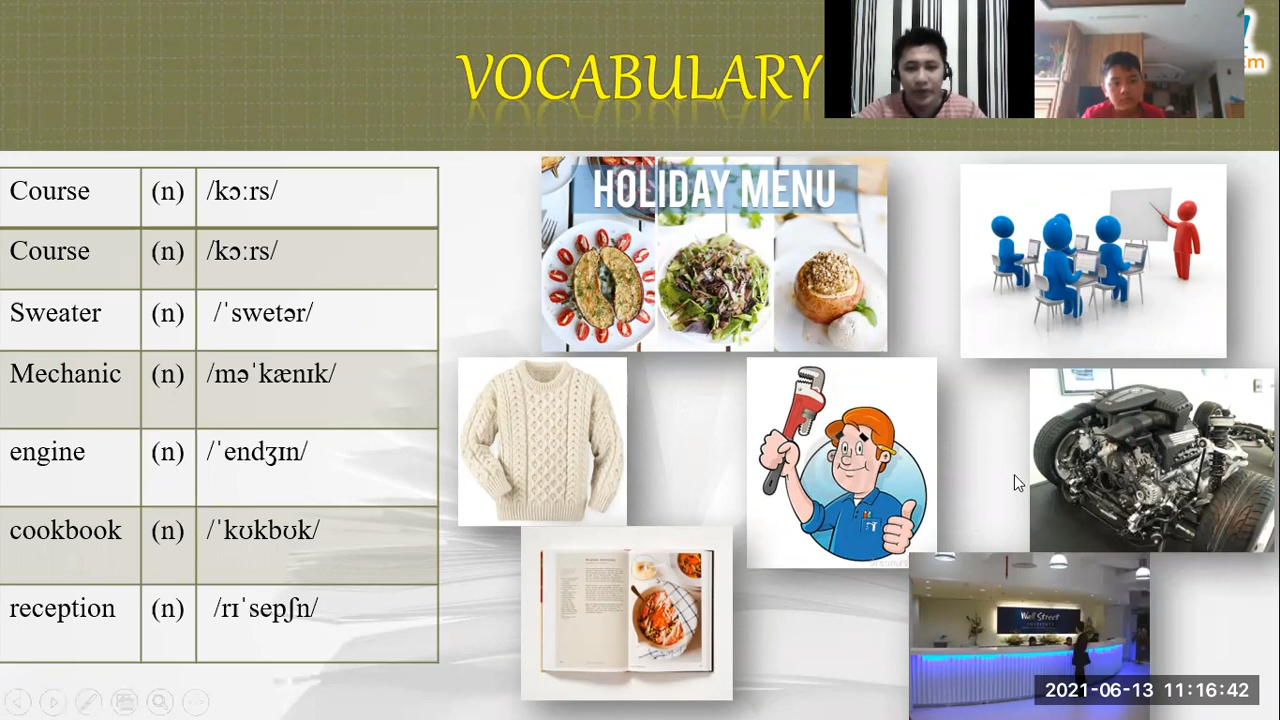 VOCABULARY
Course (n) /kɔːrs/
Course (n) /kɔːrs/
Sweater (n) /ˈswetər/
Mechanic (n) /məˈkænɪk/
engine (n) /ˈendʒɪn/
cookbook (n) /ˈkʊkbʊk/
reception (n) /rɪˈsepʃn/
HOLIDAY MENU
Wall Street
INSTITUTE
2021-06-13 11:16:42